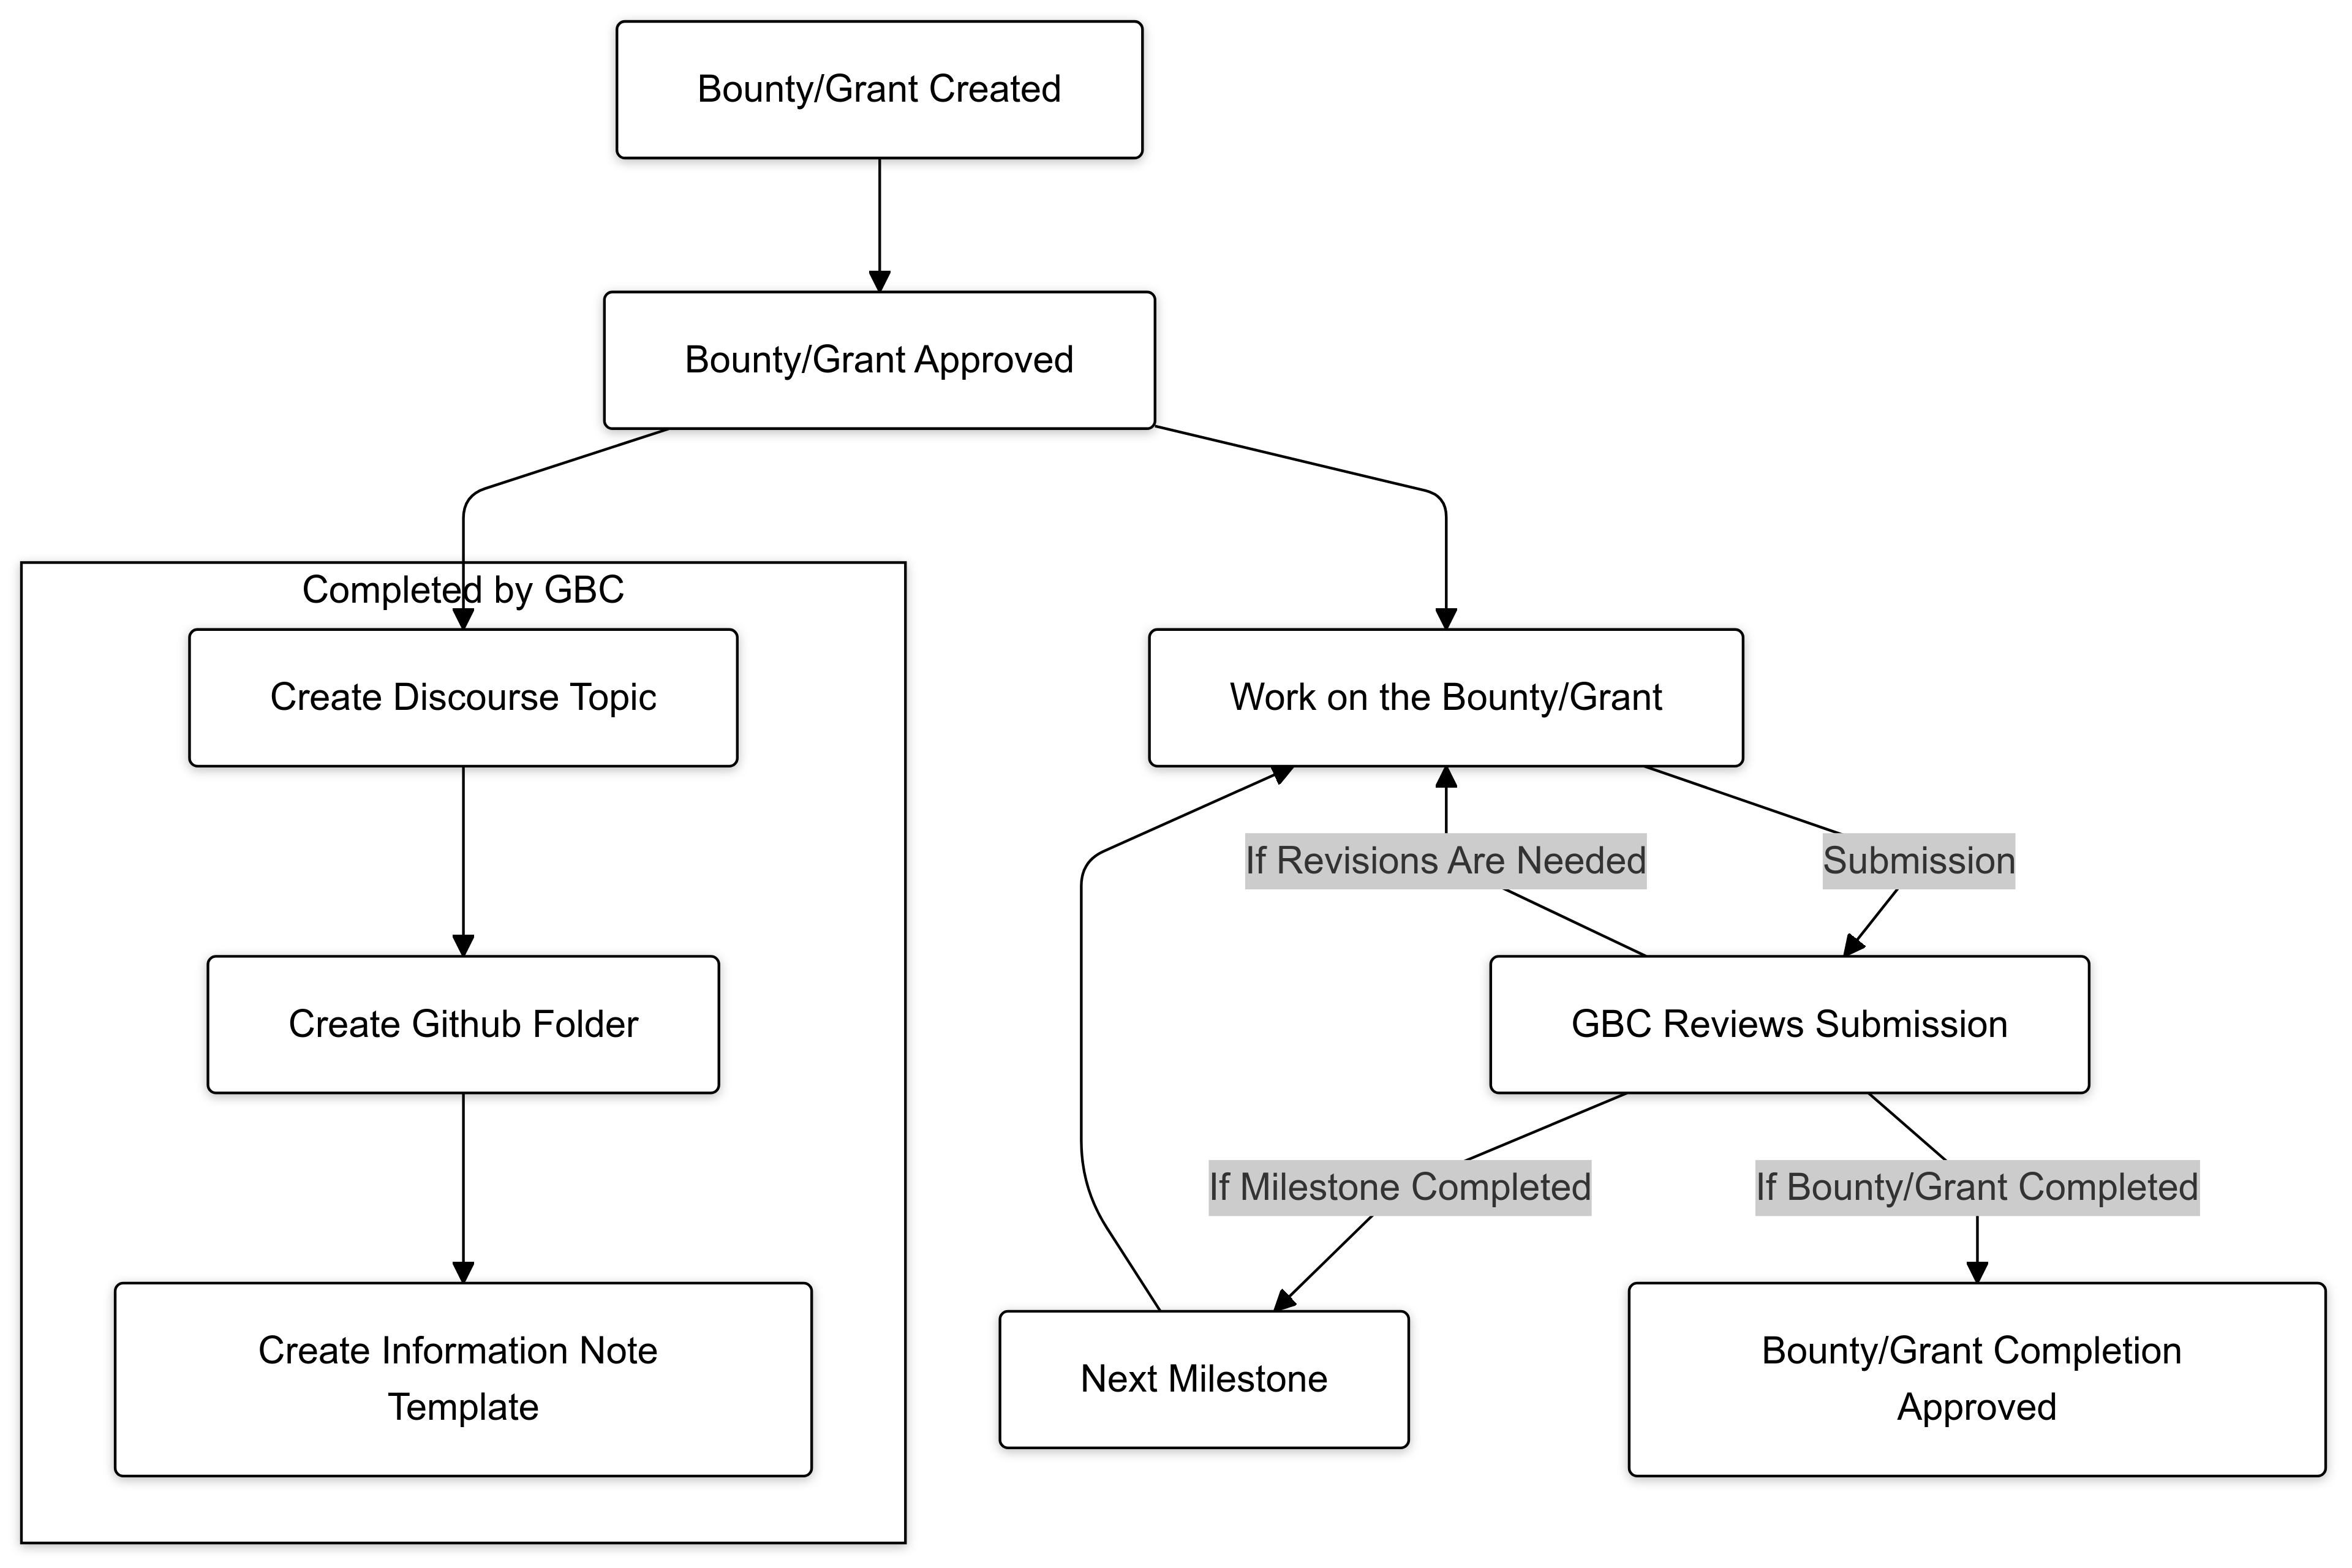 Bounty/Grant Created
Bounty/Grant Approved
Completed by GBC
Create Discourse Topic
Work on the Bounty/Grant
If Revisions Are Needed
Submission
Create Github Folder
GBC Reviews Submission
If Milestone Completed
If Bounty/Grant Completed
Create Information Note
Template
Next Milestone
Bounty/Grant Completion
Approved